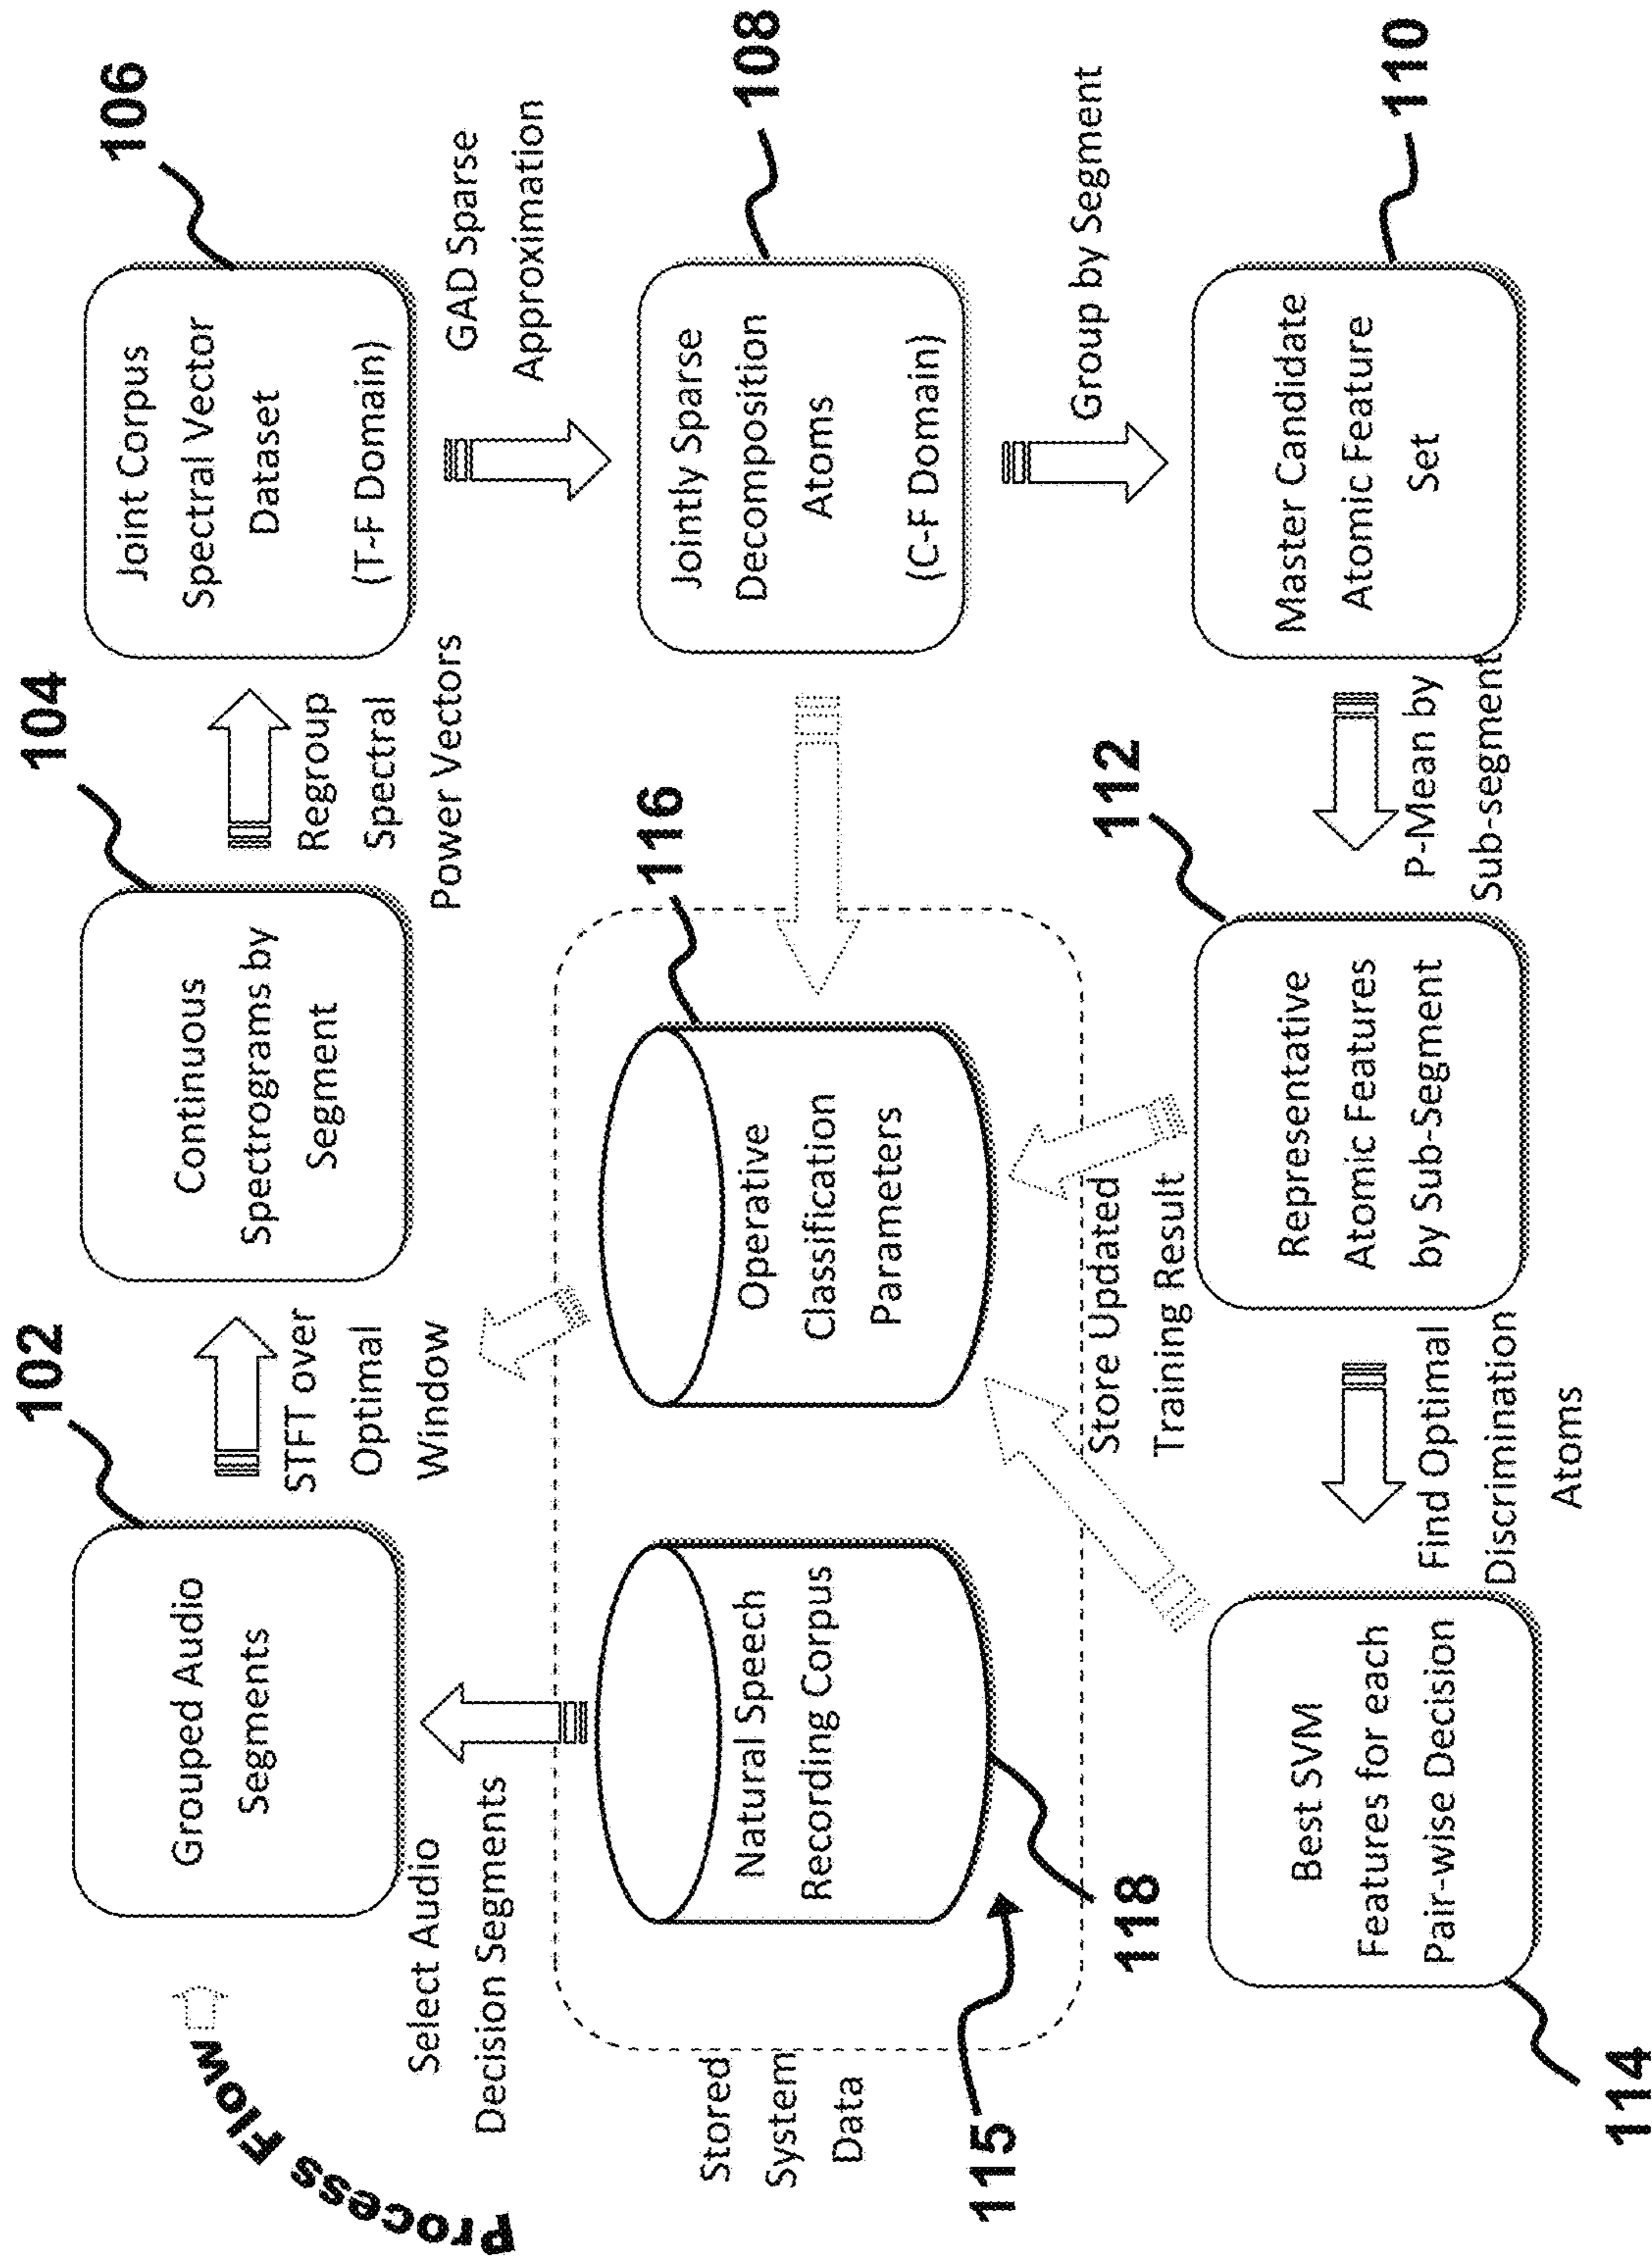 Process Flow
102
Grouped Audio
Segments
STFT over
Optimal
Window
104
Continuous
Spectrograms by
Segment
Regroup
Spectral
Power Vectors
106
Joint Corpus
Spectral Vector
Dataset
(T-F Domain)
Select Audio
Decision Segments
GAD Sparse
Approximation
Stored
System
Data
115
Natural Speech
Recording Corpus
118
116
Operative
Classification
Parameters
108
Jointly Sparse
Decomposition
Atoms
(C-F Domain)
Store Updated
Training Result
Group by Segment
114
Best SVM
Features for each
Pair-wise Decision
Find Optimal
Discrimination
Atoms
112
Representative
Atomic Features
by Sub-Segment
P-Mean by
Sub-segment
110
Master Candidate
Atomic Feature
Set